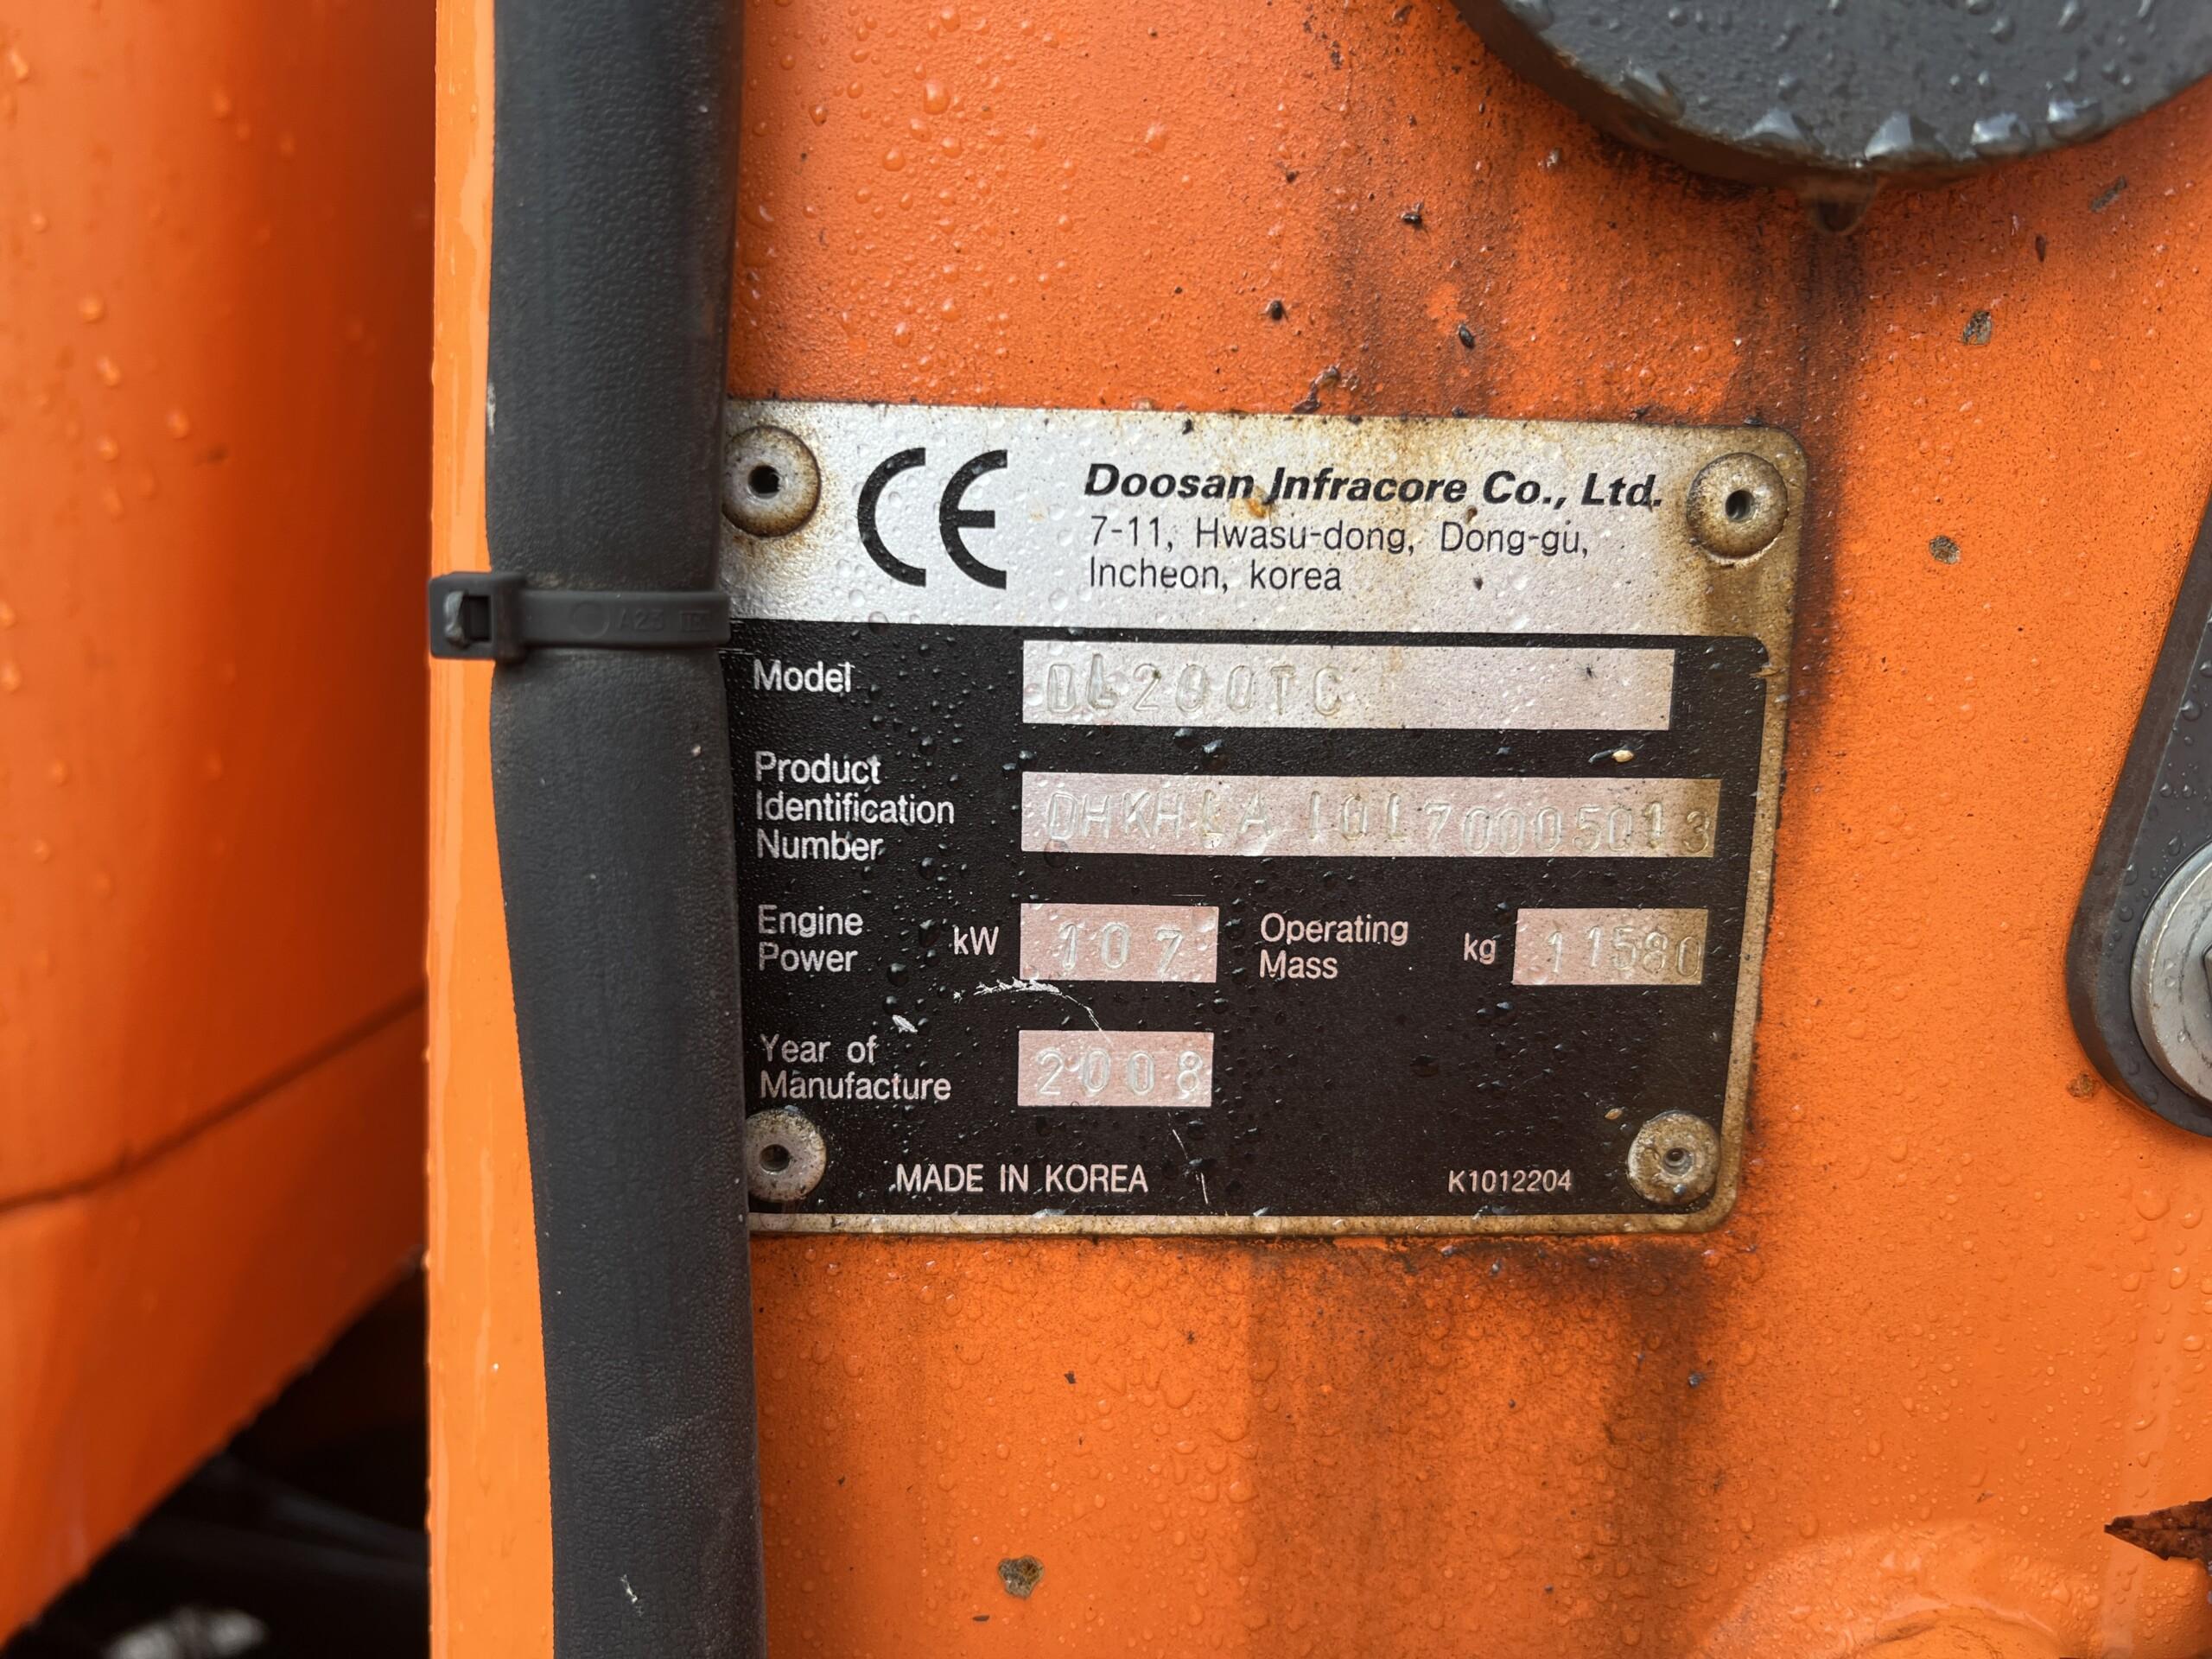 CE
Doosan Infracore Co., Ltd.
7-11, Hwasu-dong, Dong-gu,
Incheon, korea
Model DL200TC
Product
Identification
Number
DHKHLA10L70005013
Engine
Power
kW 107
Operating
Mass
kg 11580
Year of
Manufacture
2008
MADE IN KOREA K1012204